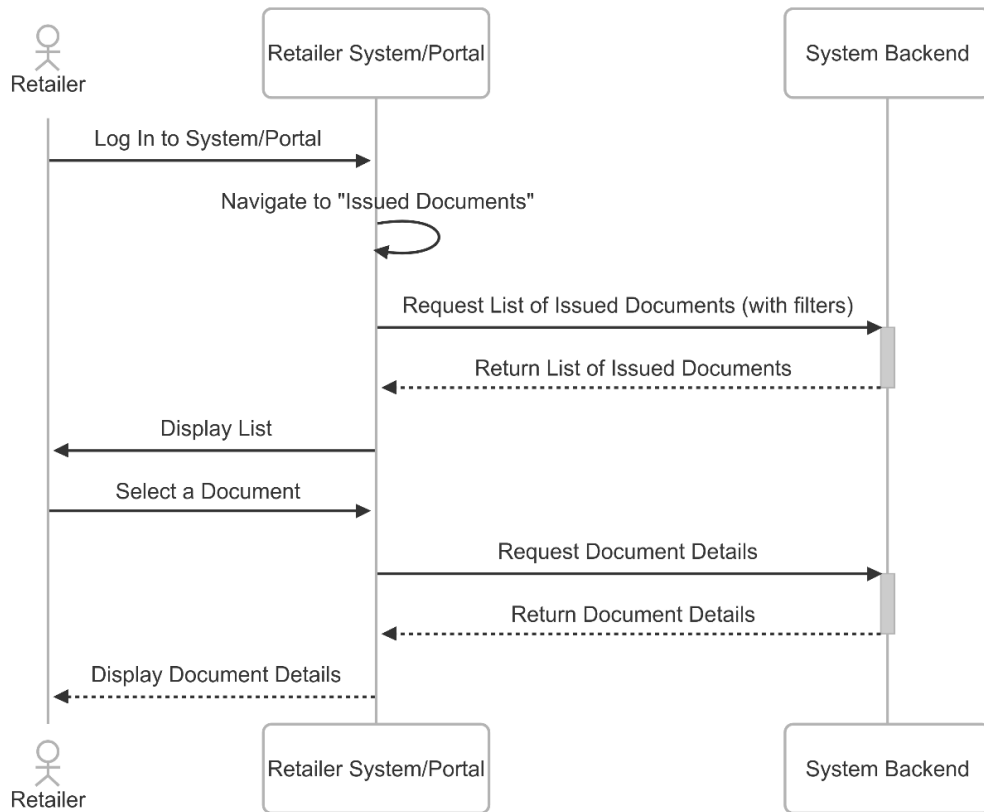 Retailer System/Portal
System Backend
Retailer
Log In to System/Portal
Navigate to "Issued Documents"
Request List of Issued Documents (with filters)
Return List of Issued Documents
Display List
Select a Document
Request Document Details
Return Document Details
Display Document Details
Retailer System/Portal
System Backend
Retailer